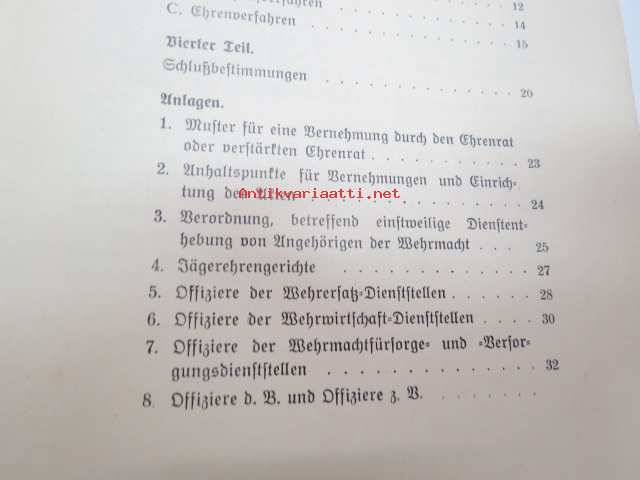 12
C. Ehrenverfahren . . . . . . . 14
15
Vierter Teil.
Schlußbestimmungen . . . . . . . 20
Anlagen.
1. Muster für eine Vernehmung durch den Ehrenrat
oder verstärkten Ehrenrat . . . . . . . 23
2. Anhaltspunkte für Vernehmungen und Einrich-
tung der Akten . . . . . . . 24
Antikvariaatti.net
3. Verordnung, betreffend einstweilige Dienstent-
hebung von Angehörigen der Wehrmacht . . . 25
4. Jägerehrengerichte . . . . . . . 27
5. Offiziere der Wehrersatz-Dienststellen . . . . 28
6. Offiziere der Wehrwirtschaft-Dienststellen . . . . 30
7. Offiziere der Wehrmachtfürsorge- und -Versor-
gungsdienststellen . . . . . . . 32
8. Offiziere d. B. und Offiziere z. V. . . . . . .